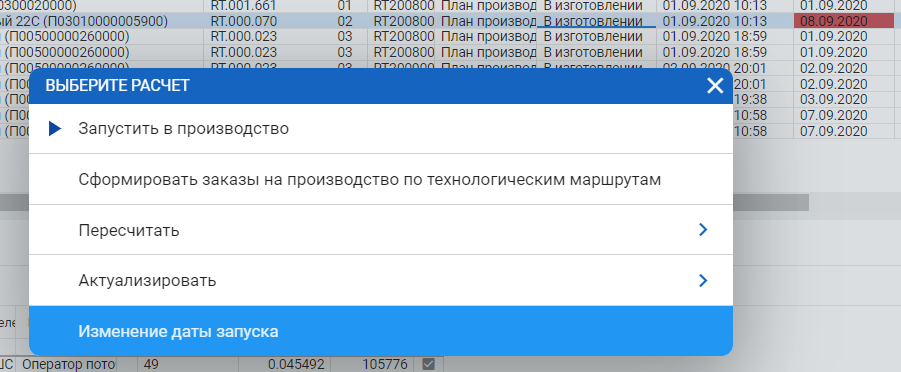 0300020000) RT.001.661 01 RT200800 План производ В изготовлении 01.09.2020 10:13 01.09.2020
ый 22С (П03010000005900) RT.000.070 02 RT200800 План производ В изготовлении 01.09.2020 10:13 08.09.2020
(П00500000260000) RT.000.023 03 RT200800 План производ В изготовлении 01.09.2020 18:59 01.09.2020
(П00500000260000) RT.000.023 03 RT200800 План производ В изготовлении 01.09.2020 18:59 01.09.2020
(П00500000260000) RT.000.023 03 RT200800 План производ В изготовлении 02.09.2020 20:01 02.09.2020
(П00 20:01 02.09.2020
(П00 19:38 03.09.2020
(П00 10:58 07.09.2020
(П00 10:58 07.09.2020
ВЫБЕРИТЕ РАСЧЕТ
Запустить в производство
Сформировать заказы на производство по технологическим маршрутам
Пересчитать
Актуализировать
Изменение даты запуска
еле
ШС Оператор пото 49 0.045492 105776